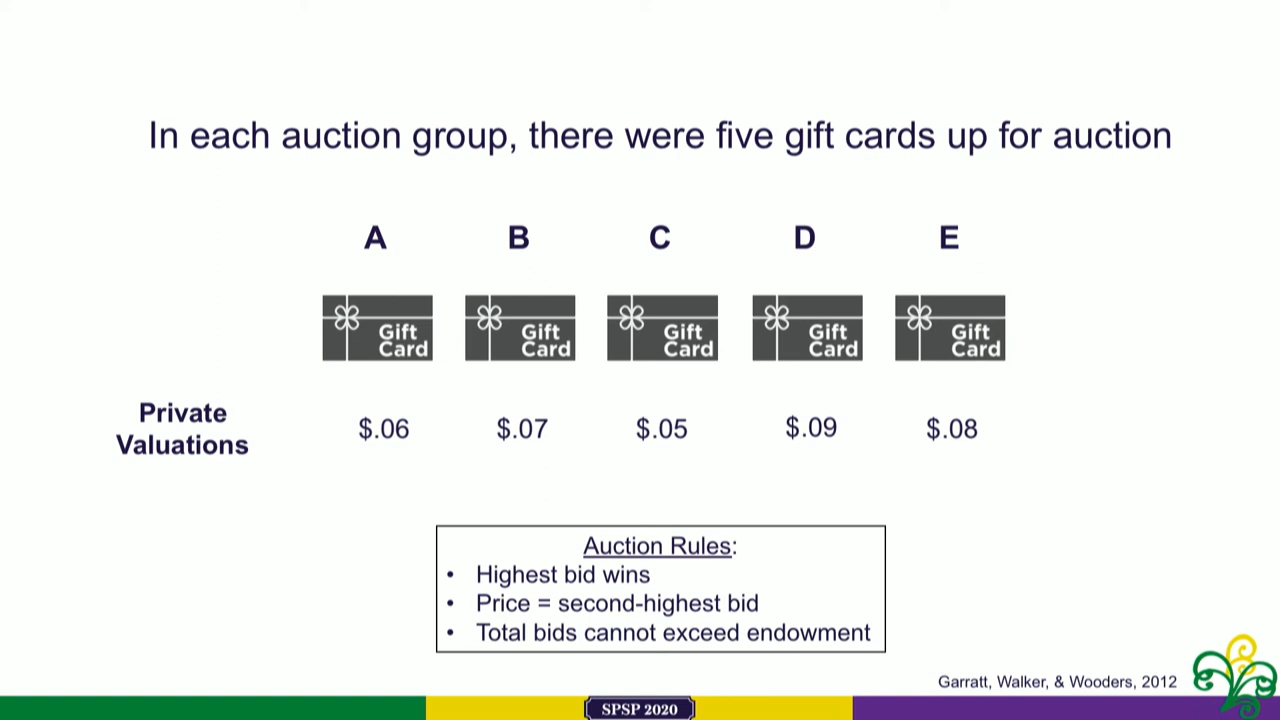 In each auction group, there were five gift cards up for auction
A B C D E
Gift Card Gift Card Gift Card Gift Card Gift Card
Private
Valuations
$.06 $.07 $.05 $.09 $.08
Auction Rules:
• Highest bid wins
• Price = second-highest bid
• Total bids cannot exceed endowment
Garratt, Walker, & Wooders, 2012
SPSP 2020